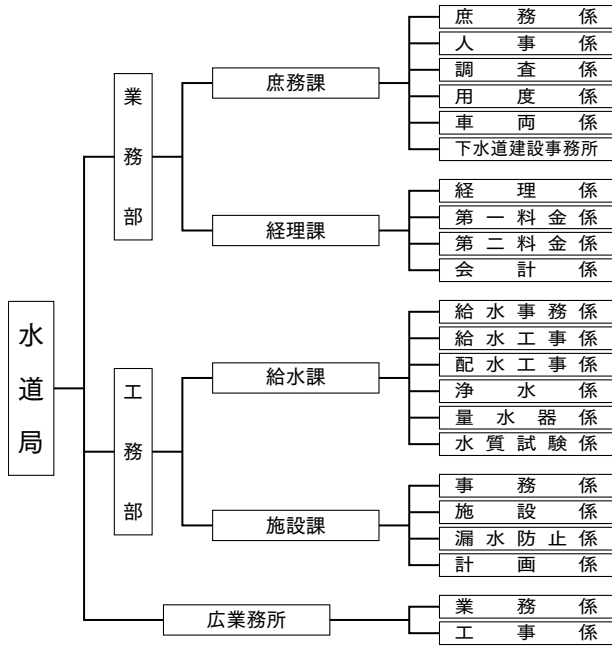 水道局
業務部
庶務課
庶務係
人事係
調査係
用度係
車両係
下水道建設事務所
経理課
経理係
第一料金係
第二料金係
会計係
工務部
給水課
給水事務係
給水工事係
配水工事係
浄水係
量水器係
水質試験係
施設課
事務係
施設係
漏水防止係
計画係
広業務所
業務係
工事係